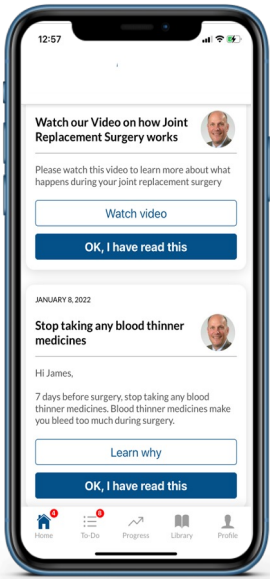 12:57
Watch our Video on how Joint
Replacement Surgery works
Please watch this video to learn more about what
happens during your joint replacement surgery
Watch video
OK, I have read this
JANUARY 8, 2022
Stop taking any blood thinner
medicines
Hi James,
7 days before surgery, stop taking any blood
thinner medicines. Blood thinner medicines make
you bleed too much during surgery.
Learn why
OK, I have read this
4
Home
To-Do
Progress
Library
Profile